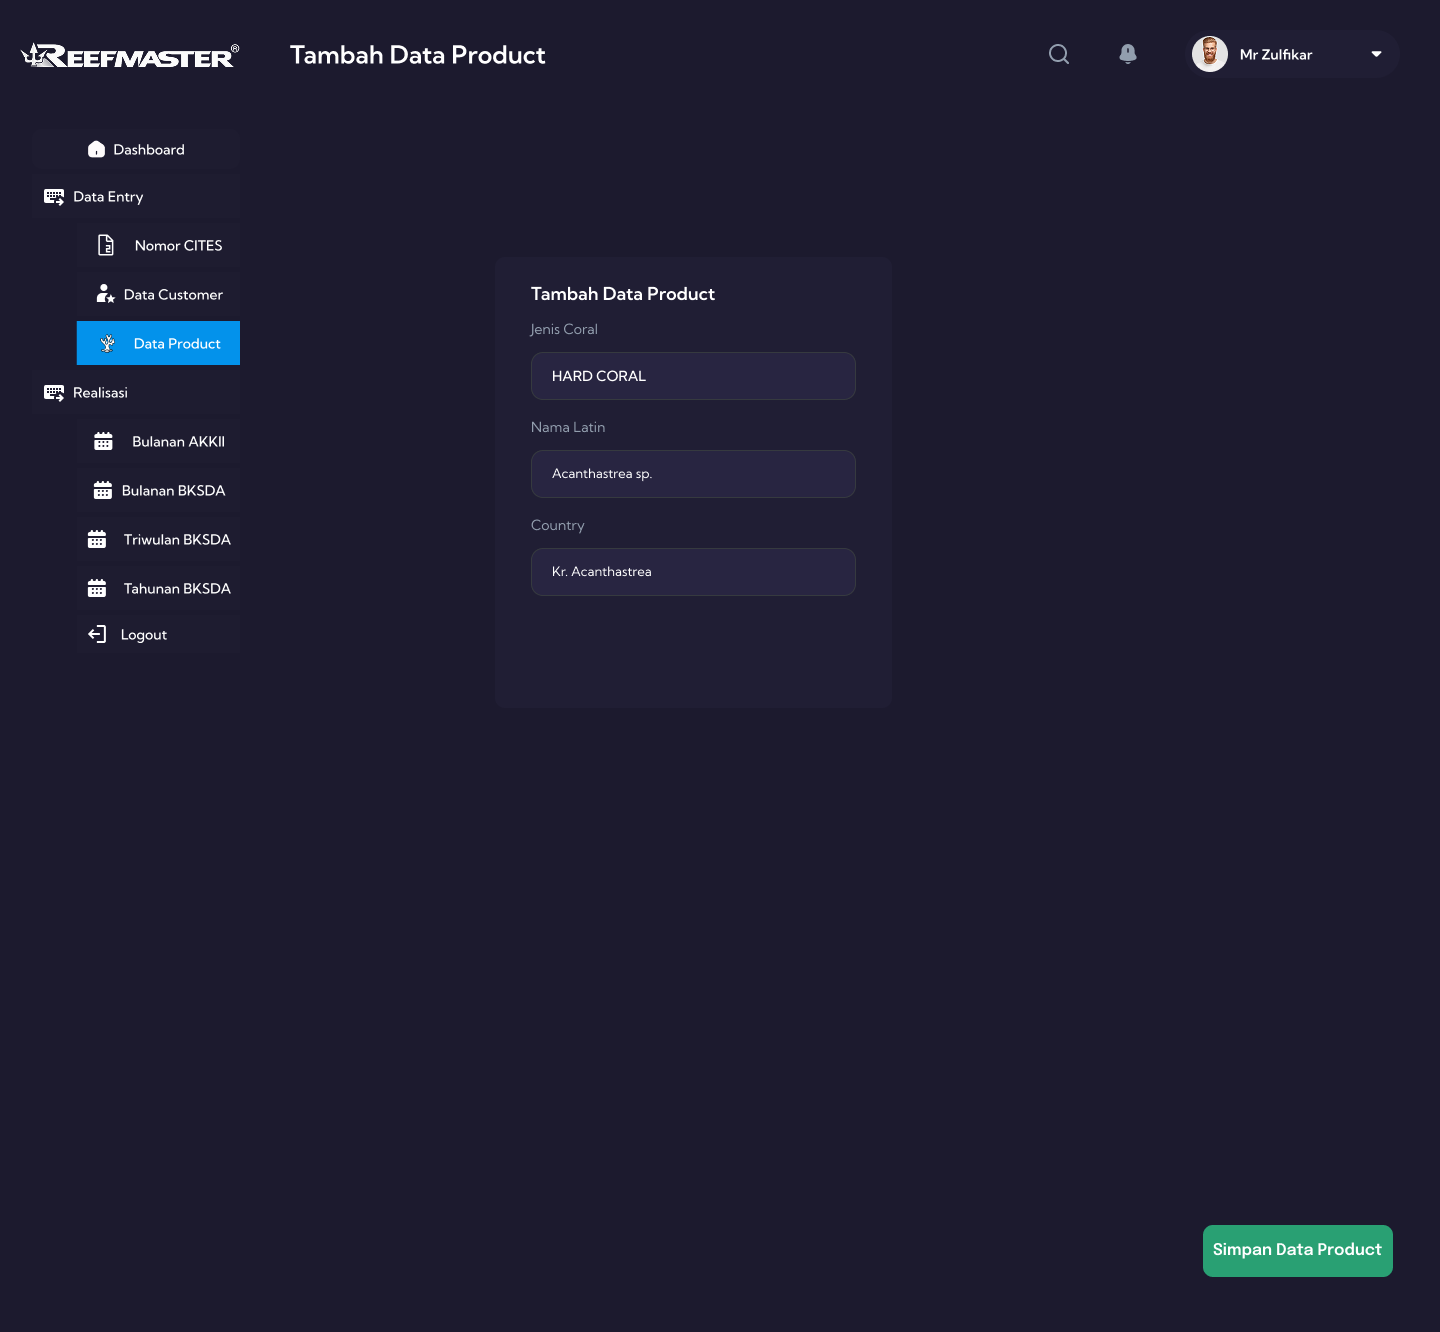 REEFMASTER®
Tambah Data Product
Mr Zulfikar
Dashboard
Data Entry
Nomor CITES
Data Customer
Data Product
Realisasi
Bulanan AKKII
Bulanan BKSDA
Triwulan BKSDA
Tahunan BKSDA
Logout
Tambah Data Product
Jenis Coral
HARD CORAL
Nama Latin
Acanthastrea sp.
Country
Kr. Acanthastrea
Simpan Data Product